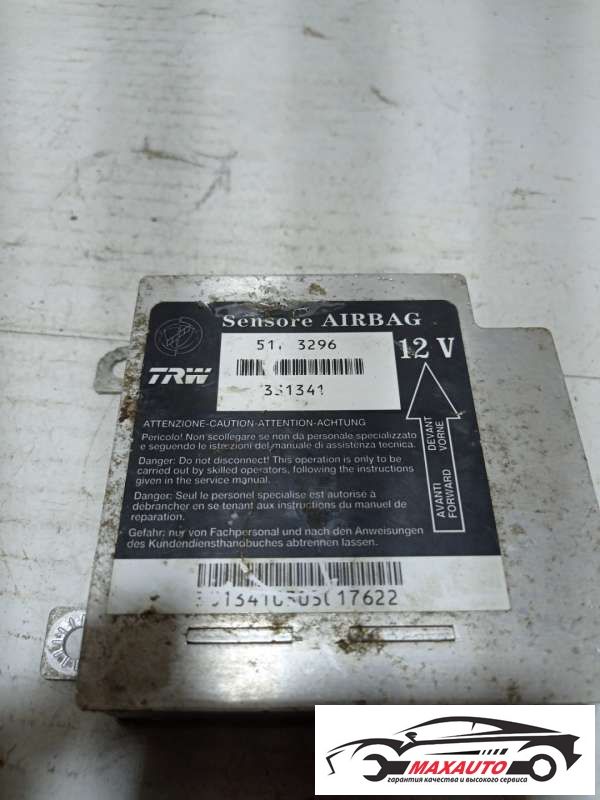 Sensore AIRBAG
3296
12 V
TRW
331341
ATTENZIONE-CAUTION-ATTENTION-ACHTUNG
Pericolo! Non scollegare se non da personale specializzato
e seguendo le istruzioni del manuale di assistenza tecnica.
Danger: Do not disconnect! This operation is only to be
carried out by skilled operators, following the instructions
given in the service manual.
Danger: Seul le personel specialise est autorisé à
débrancher en se tenant aux instructions du manuel de
reparation.
Gefahr: nur von Fachpersonal und nach den Anweisungen
des Kundendiensthandbuches abtrennen lassen.
AVANTI DEVANT
FORWARD VORNE
MAXAUTO
гарантия качества и высокого сервиса